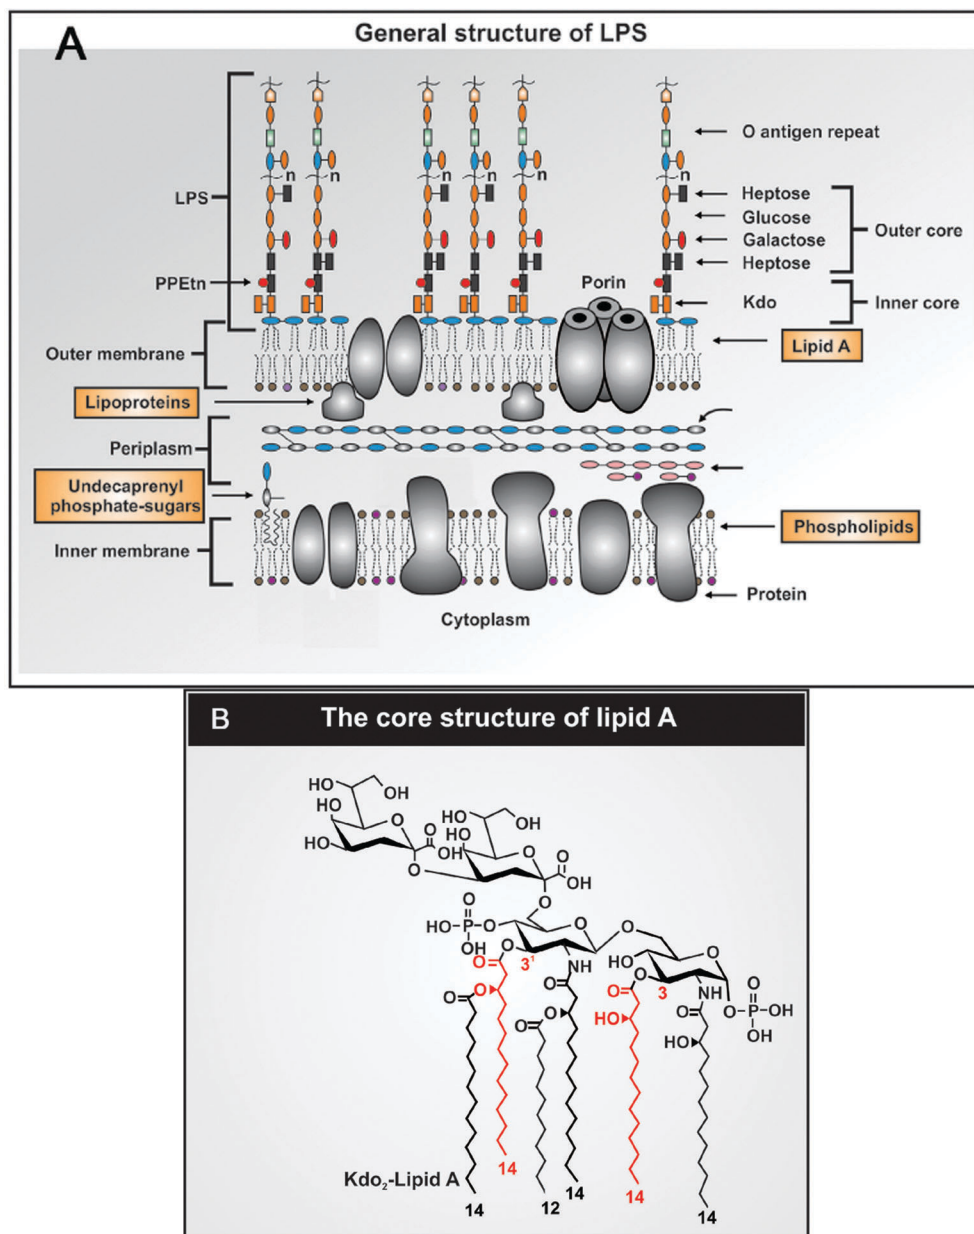 A
General structure of LPS
O antigen repeat
n n n n n n
LPS
Heptose
Glucose
Galactose
Heptose
Outer core
PPEtn
Porin
Kdo
Inner core
Outer membrane
Lipid A
Lipoproteins
Periplasm
Undecaprenyl
phosphate-sugars
Phospholipids
Inner membrane
Protein
Cytoplasm
B
The core structure of lipid A
HO
OH
HO
HO
O
O
OH
HO
HO
OH
O
O
O
OH
O
O
HO P O
OH
O
O
O
HO
O
O 3¹
NH
O
O
O
O
O
O
O 3
HO
NH
O
HO
O P OH
O
OH
Kdo₂-Lipid A
14
14
12
14
14
14